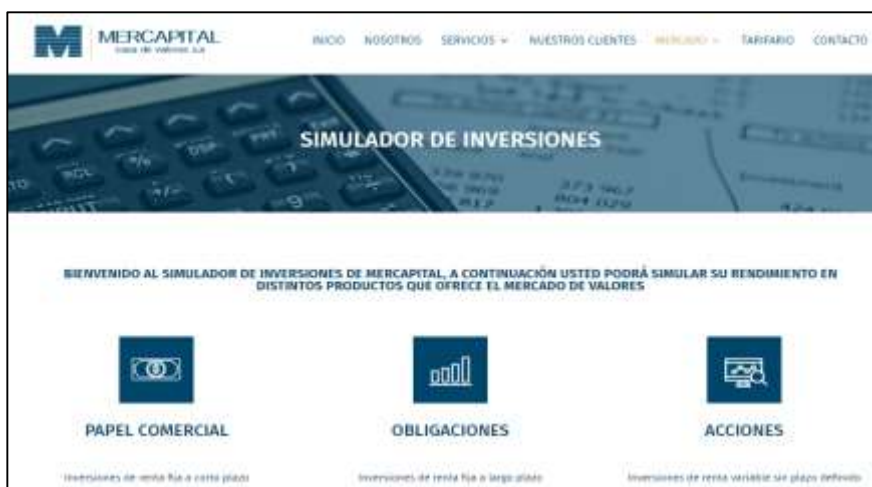 MERCAPITAL
casa de valores s.a
INICIO NOSOTROS SERVICIOS NUESTROS CLIENTES MERCADO TARIFARIO CONTACTO
SIMULADOR DE INVERSIONES
BIENVENIDO AL SIMULADOR DE INVERSIONES DE MERCAPITAL, A CONTINUACIÓN USTED PODRÁ SIMULAR SU RENDIMIENTO EN
DISTINTOS PRODUCTOS QUE OFRECE EL MERCADO DE VALORES
PAPEL COMERCIAL OBLIGACIONES ACCIONES
Inversiones de renta fija a corto plazo Inversiones de renta fija a largo plazo Inversiones de renta variable sin plazo definido